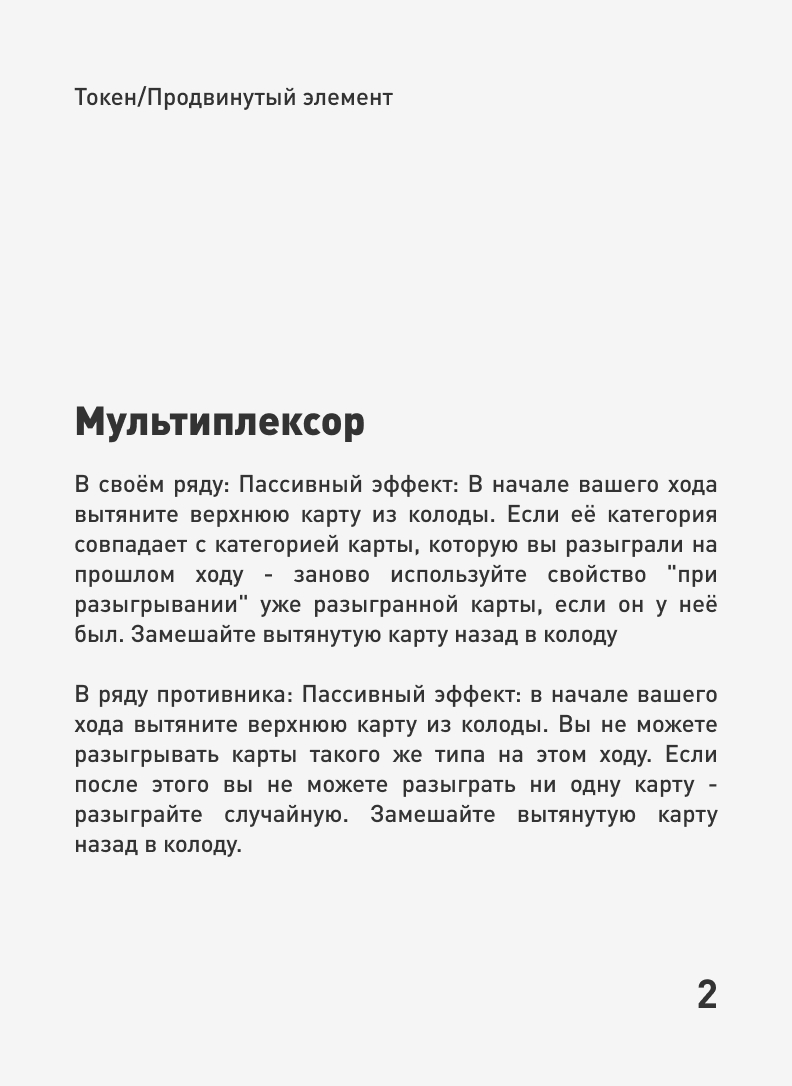 Токен/Продвинутый элемент
Мультиплексор
В своём ряду: Пассивный эффект: В начале вашего хода
вытяните верхнюю карту из колоды. Если её категория
совпадает с категорией карты, которую вы разыграли на
прошлом ходу - заново используйте свойство "при
разыгрывании" уже разыгранной карты, если он у неё
был. Замешайте вытянутую карту назад в колоду
В ряду противника: Пассивный эффект: в начале вашего
хода вытяните верхнюю карту из колоды. Вы не можете
разыгрывать карты такого же типа на этом ходу. Если
после этого вы не можете разыграть ни одну карту -
разыграйте случайную. Замешайте вытянутую карту
назад в колоду.
2